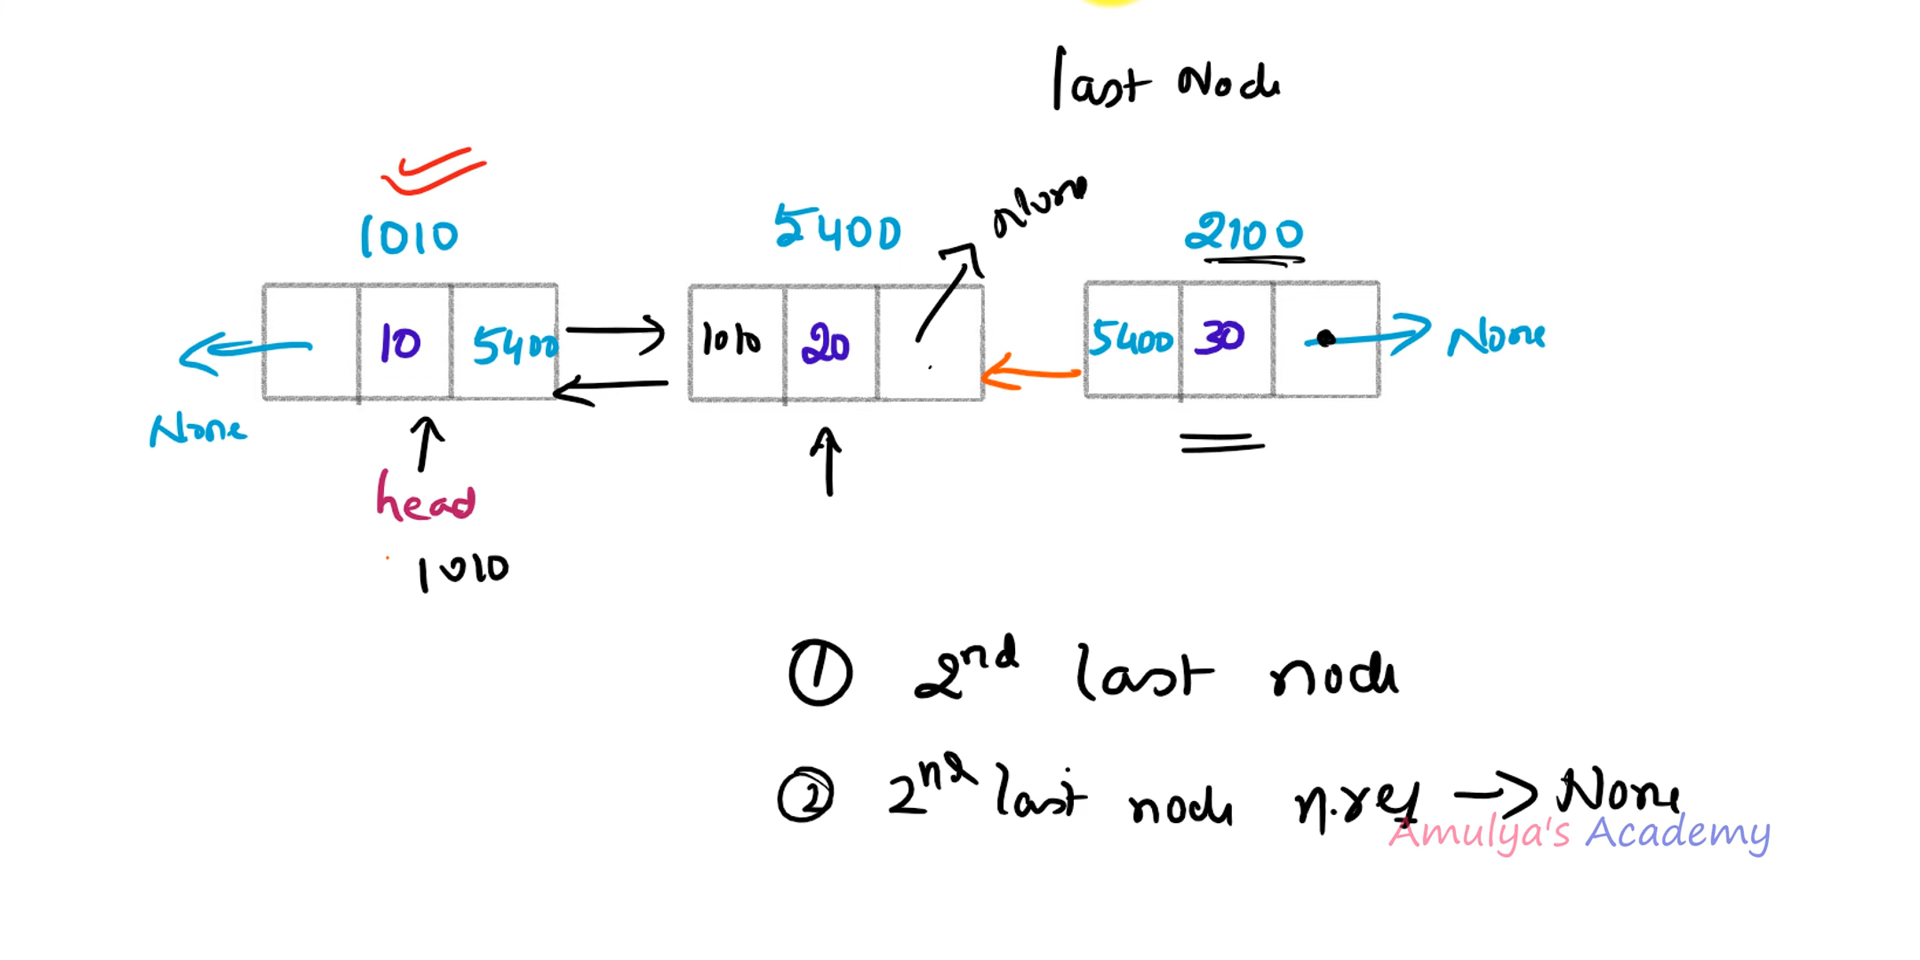 last Node
None
1010 5400 2100
10 5400 1010 20 5400 30 None
None
head
1010
① 2nd last node
② 2nd last node n.ref → None
Amulya's Academy